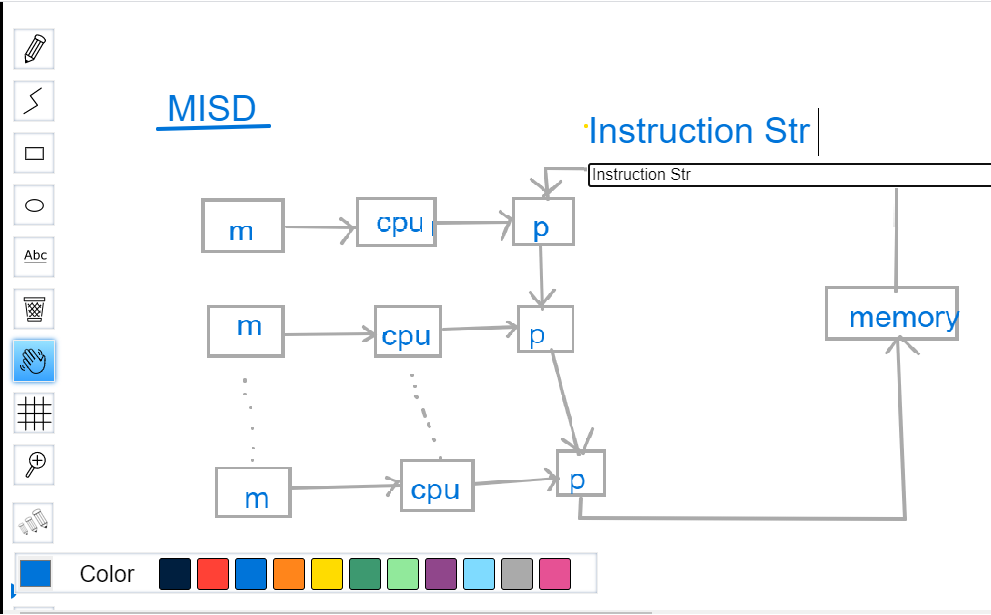 MISD
Instruction Str
Instruction Str
m cpu p
m cpu p
memory
m cpu p
Abc
Color